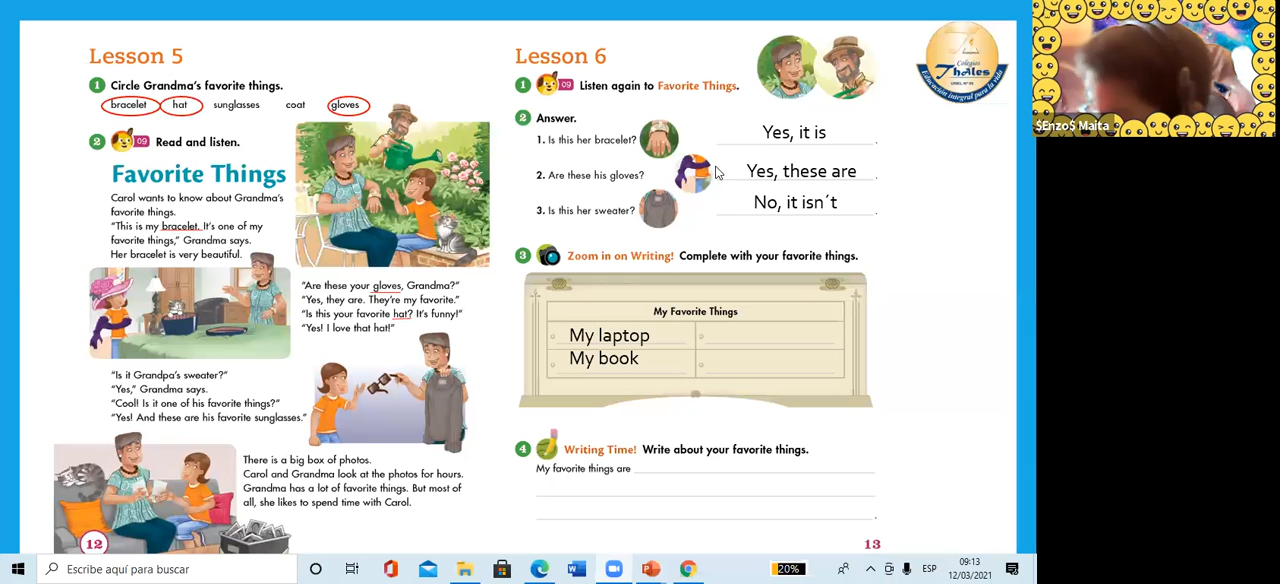 Lesson 5
1 Circle Grandma's favorite things.
bracelet hat sunglasses coat gloves
2 09 Read and listen.
Favorite Things
Carol wants to know about Grandma's
favorite things.
"This is my bracelet. It's one of my
favorite things," Grandma says.
Her bracelet is very beautiful.
"Are these your gloves, Grandma?"
"Yes, they are. They're my favorite."
"Is this your favorite hat? It's funny!"
"Yes! I love that hat!"
"Is it Grandpa's sweater?"
"Yes," Grandma says.
"Cool! Is it one of his favorite things?"
"Yes! And these are his favorite sunglasses."
There is a big box of photos.
Carol and Grandma look at the photos for hours.
Grandma has a lot of favorite things. But most of
all, she likes to spend time with Carol.
12
Lesson 6
1 09 Listen again to Favorite Things.
2 Answer.
1. Is this her bracelet? Yes, it is .
2. Are these his gloves? Yes, these are .
3. Is this her sweater? No, it isn´t .
3 Zoom in on Writing! Complete with your favorite things.
My Favorite Things
My laptop
My book
4 Writing Time! Write about your favorite things.
My favorite things are
.
13
Colegios
Thales
Educación integral para la vida
$Enzo$ Maita
Escribe aquí para buscar
20%
ESP
09:13
12/03/2021